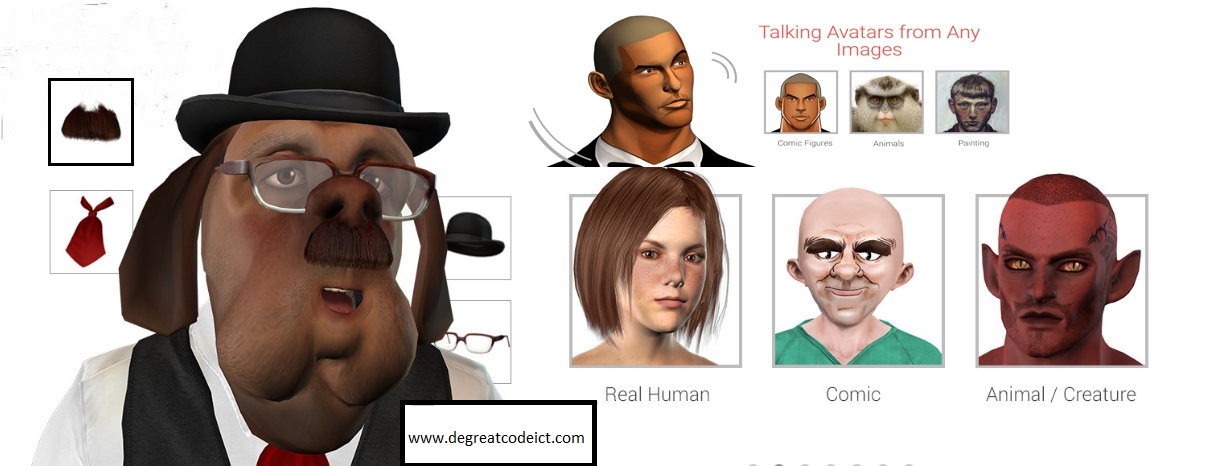 Talking Avatars from Any
Images
Comic Figures
Animals
Painting
Real Human
Comic
Animal / Creature
www.degreatcodeict.com